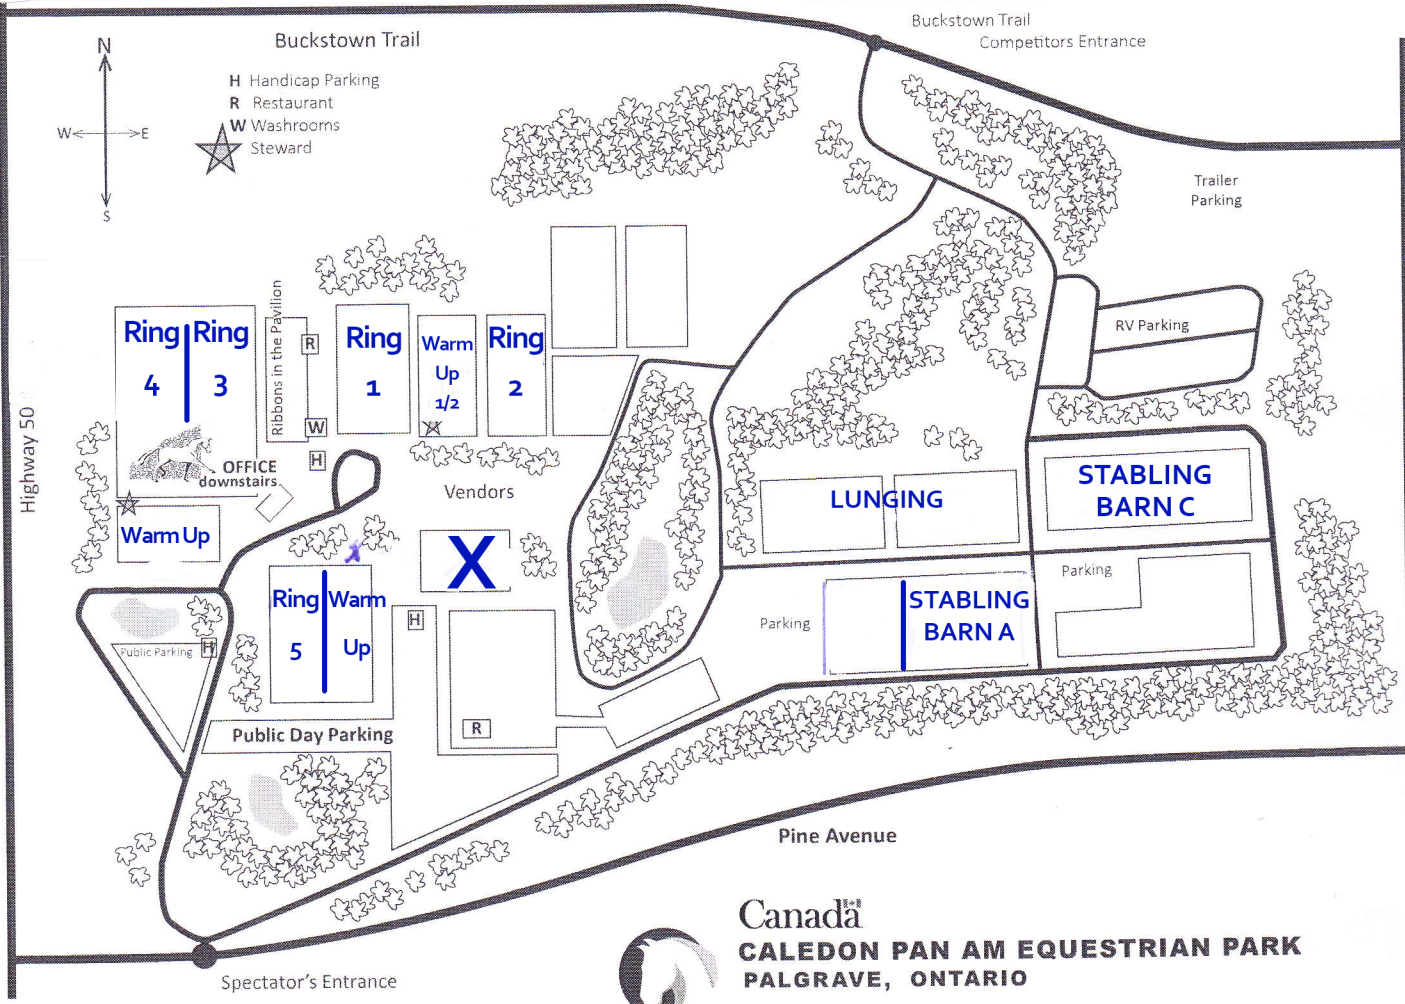 Buckstown Trail
Competitors Entrance
N
W
E
S
Buckstown Trail
H Handicap Parking
R Restaurant
W Washrooms
Steward
Trailer
Parking
Highway 50
Ring
4
Ring
3
Ribbons in the Pavilion
R
W
H
Ring
1
Warm
Up
1/2
Ring
2
RV Parking
OFFICE
downstairs
Vendors
Warm Up
X
LUNGING
STABLING
BARN C
Parking
Ring
5
Warm
Up
H
Parking
STABLING
BARN A
Public Parking
H
R
Public Day Parking
Pine Avenue
Spectator's Entrance
Canada
CALEDON PAN AM EQUESTRIAN PARK
PALGRAVE, ONTARIO